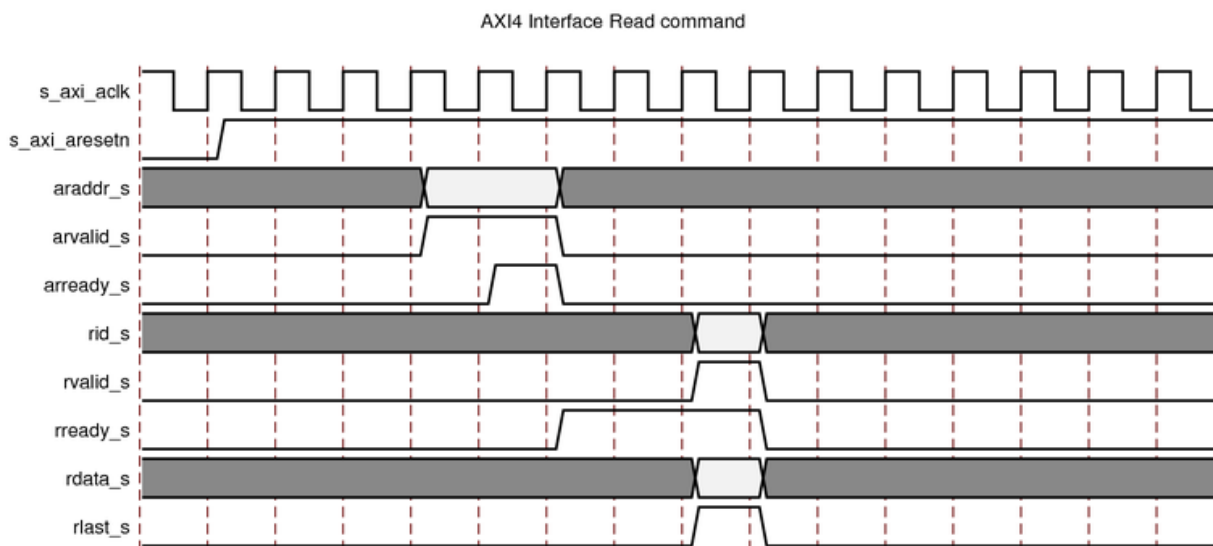 AXI4 Interface Read command
s_axi_aclk
s_axi_aresetn
araddr_s
arvalid_s
arready_s
rid_s
rvalid_s
rready_s
rdata_s
rlast_s